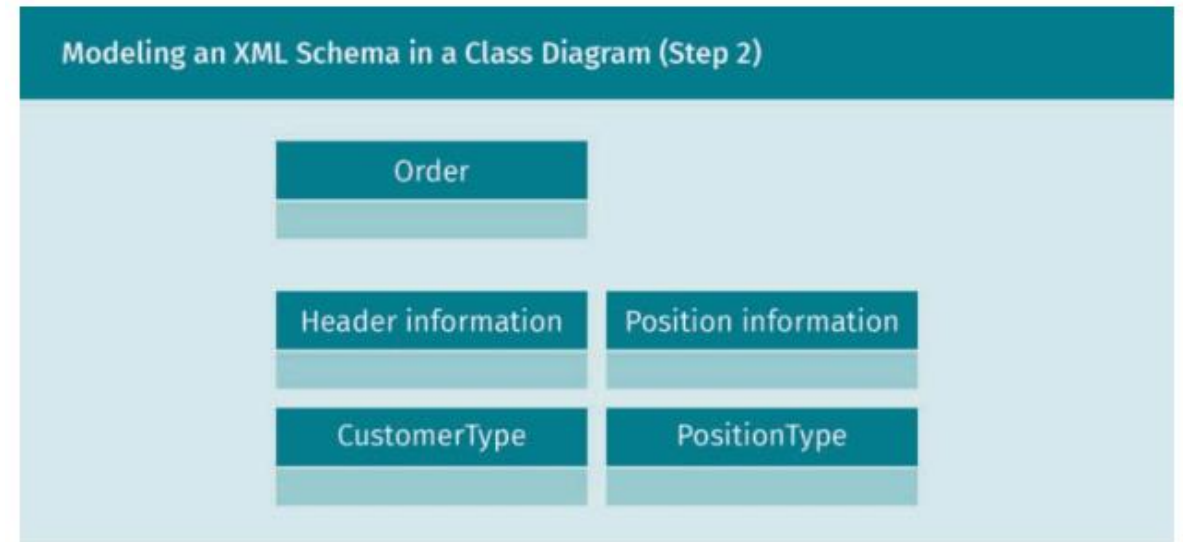 Modeling an XML Schema in a Class Diagram (Step 2)
Order
Header information
Position information
CustomerType
PositionType